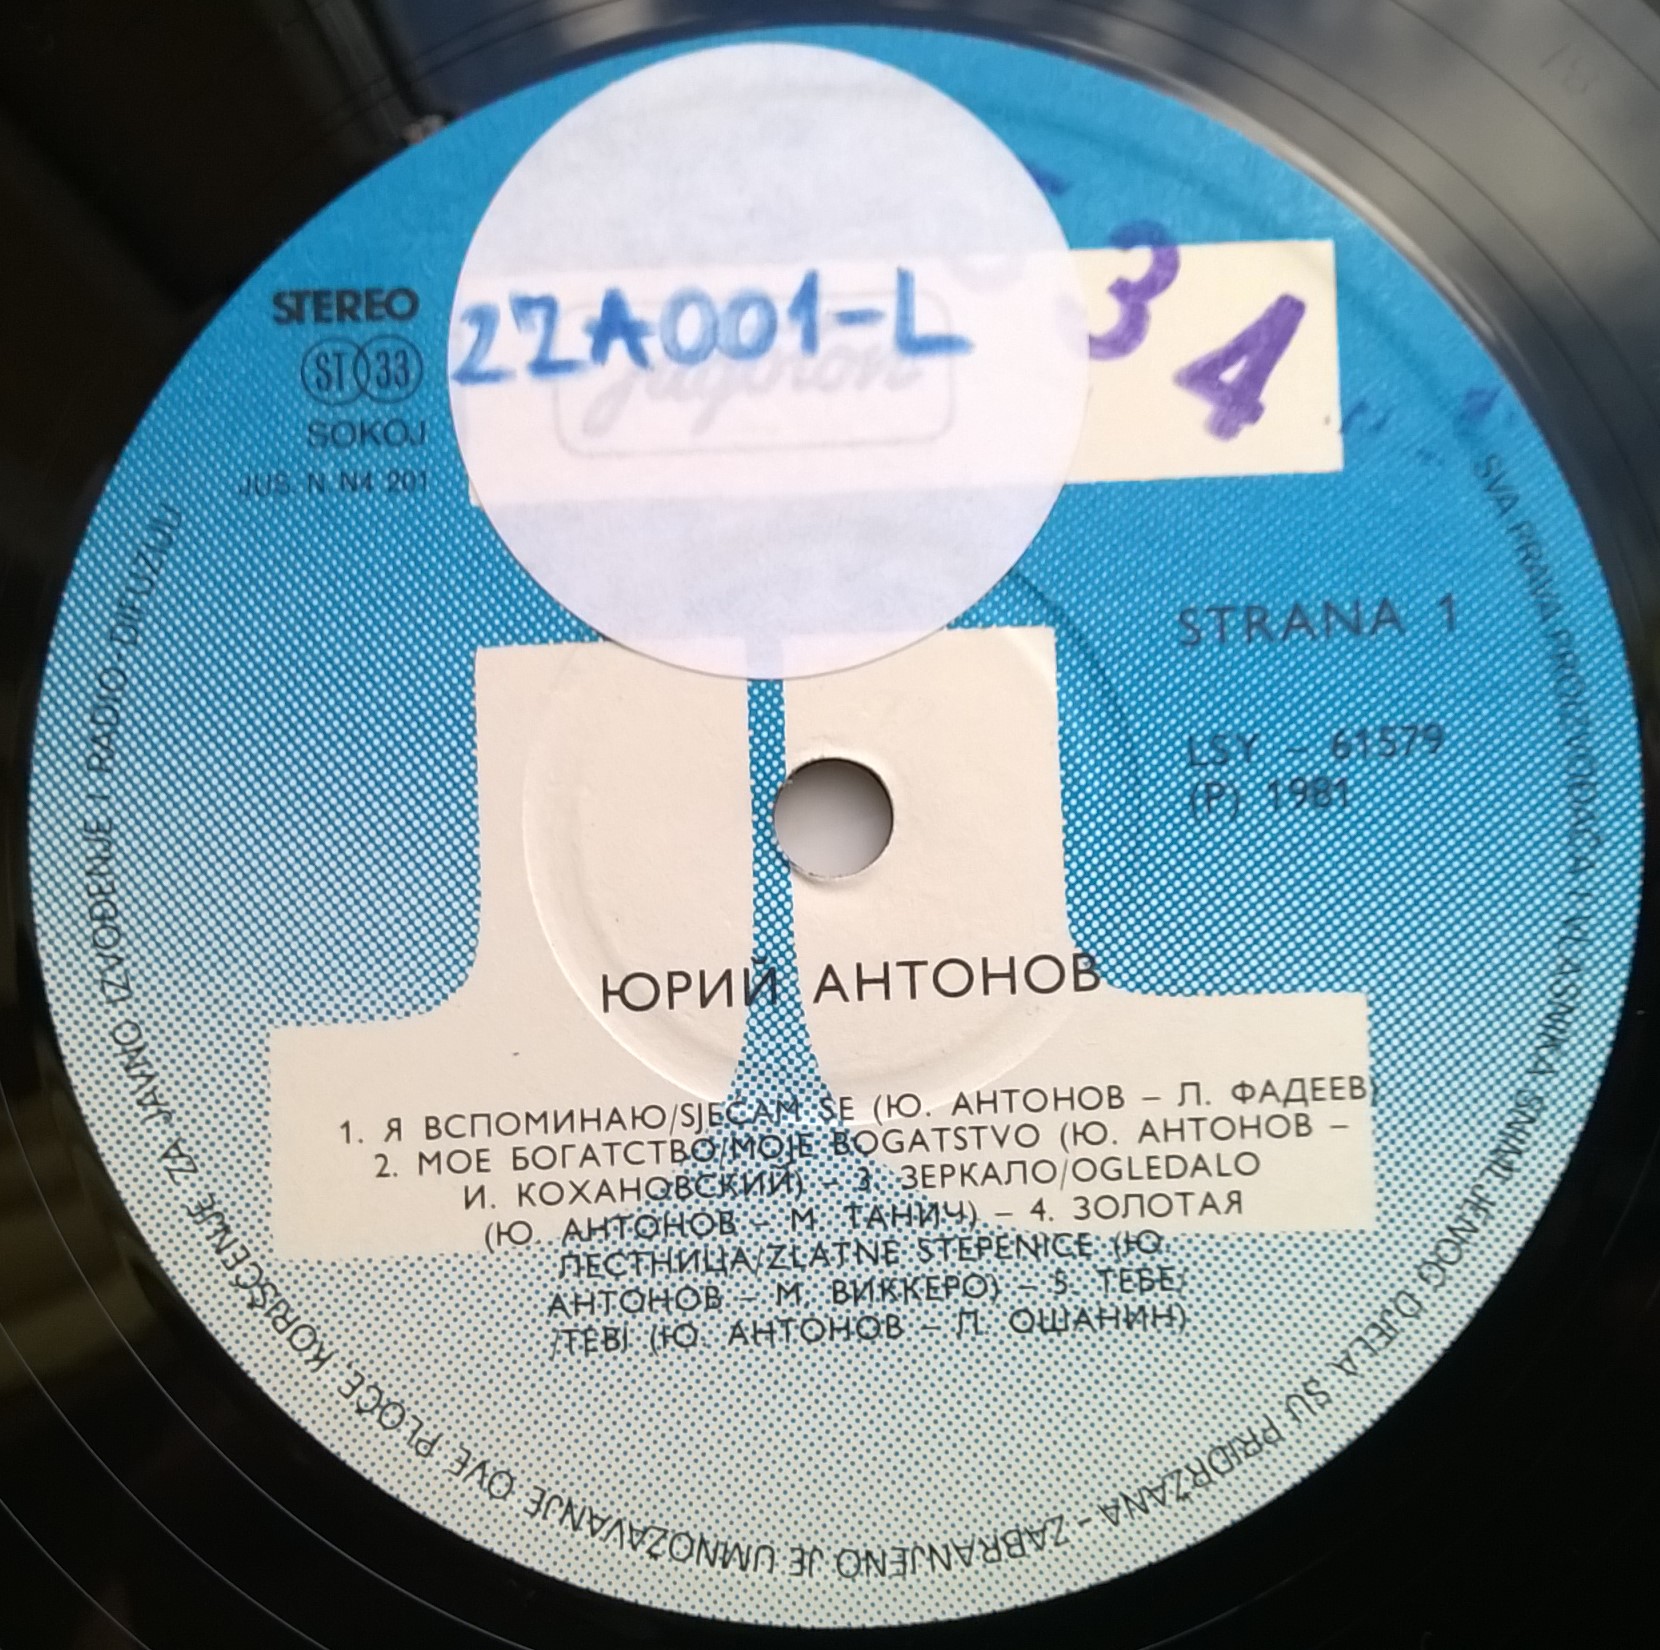 STEREO
ST 33
SOKOJ
JUS. N. N4 201
22A001-L
Jugoton
34
STRANA 1
LSY - 61579
(P) 1981
ЮРИЙ АНТОНОВ
1. Я ВСПОМИНАЮ/SJEĆAM SE (Ю. АНТОНОВ – Л. ФАДЕЕВ)
2. МОЕ БОГАТСТВО/MOJE BOGATSTVO (Ю. АНТОНОВ –
И. КОХАНОВСКИЙ) – 3. ЗЕРКАЛО/OGLEDALO
(Ю. АНТОНОВ – М. ТАНИЧ) – 4. ЗОЛОТАЯ
ЛЕСТНИЦА/ZLATNE STEPENICE (Ю.
АНТОНОВ – М. ВИККЕРО) – 5. ТЕБЕ/
/TEBI (Ю. АНТОНОВ – Л. ОШАНИН)
SVA PRAVA PROIZVOĐAČA I VLASNIKA SNIMLJENOG DJELA SU PRIDRŽANA - ZABRANJENO JE UMNOŽAVANJE OVE PLOČE, KORIŠĆENJE ZA JAVNO IZVOĐENJE I RADIO-DIFUZIJU